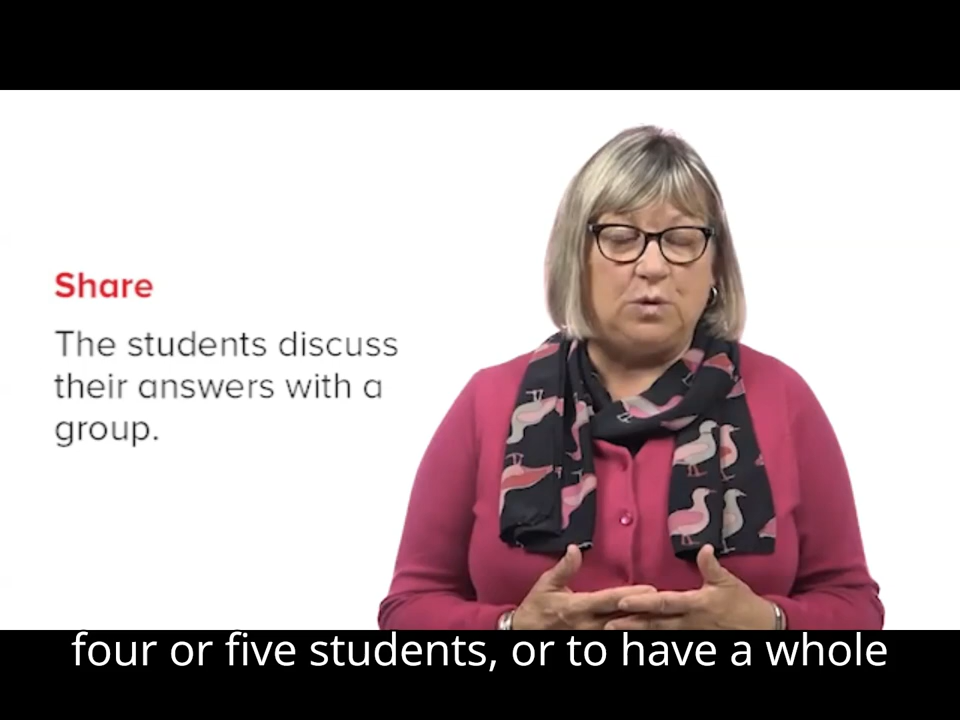 Share
The students discuss
their answers with a
group.
four or five students, or to have a whole